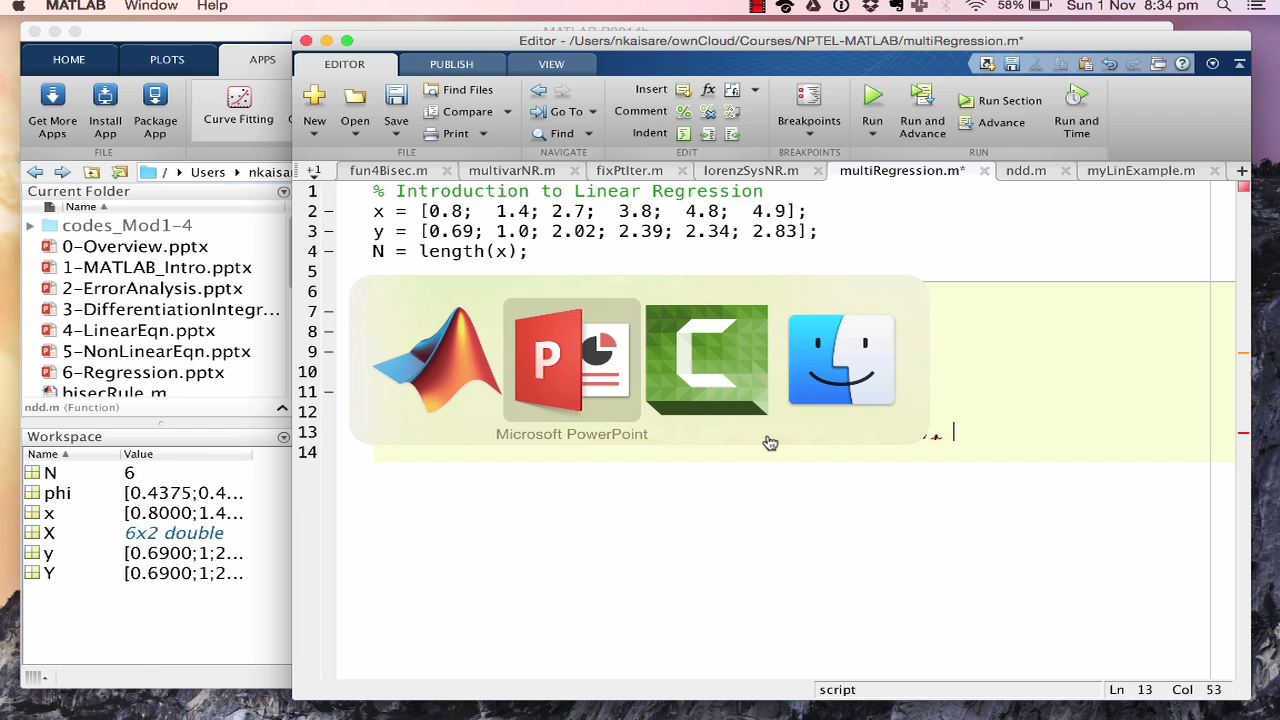 MATLAB Window Help 58% Sun 1 Nov 8:34 pm
Editor - /Users/nkaisare/ownCloud/Courses/NPTEL-MATLAB/multiRegression.m*
HOME PLOTS APPS
EDITOR PUBLISH VIEW
Get More Apps
Install App
Package App
Curve Fitting
FILE
New
Open
Save
Find Files
Compare
Print
Insert
Comment
Indent
Go To
Find
Breakpoints
Run
Run and Advance
Run Section
Advance
Run and Time
FILE NAVIGATE EDIT BREAKPOINTS RUN
/ Users nkaisar
+1 fun4Bisec.m multivarNR.m fixPtIter.m lorenzSysNR.m multiRegression.m* ndd.m myLinExample.m
Current Folder
Name
codes_Mod1-4
0-Overview.pptx
1-MATLAB_Intro.pptx
2-ErrorAnalysis.pptx
3-DifferentiationIntegr...
4-LinearEqn.pptx
5-NonLinearEqn.pptx
6-Regression.pptx
biserRule.m
ndd.m (Function)
Workspace
Name Value
N 6
phi [0.4375;0.4...
x [0.8000;1.4...
X 6x2 double
y [0.6900;1;2...
Y [0.6900;1;2...
1 % Introduction to Linear Regression
2 x = [0.8; 1.4; 2.7; 3.8; 4.8; 4.9];
3 y = [0.69; 1.0; 2.02; 2.39; 2.34; 2.83];
4 N = length(x);
5
6
7
8
9
10
11
12
13
14
Microsoft PowerPoint
script Ln 13 Col 53